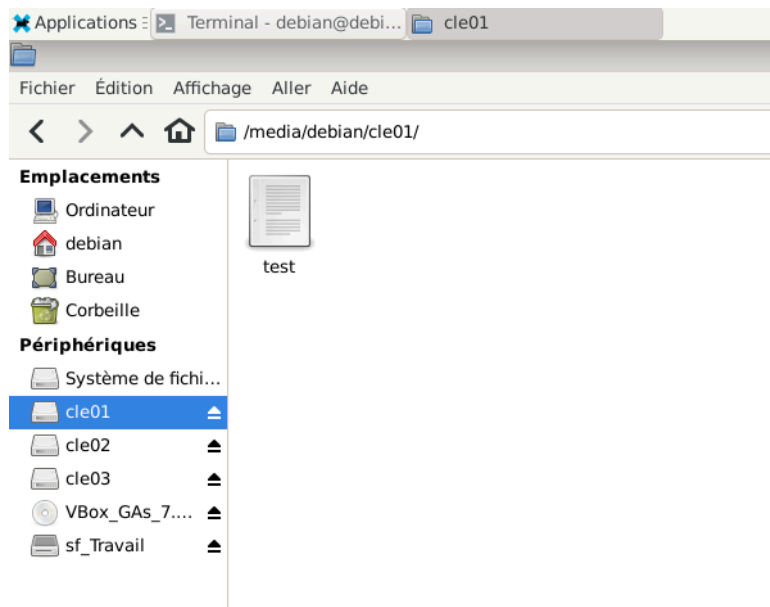 Applications
Terminal - debian@debi...
cle01
Fichier Édition Affichage Aller Aide
/media/debian/cle01/
Emplacements
Ordinateur
debian
Bureau
Corbeille
Périphériques
Système de fichi...
cle01
cle02
cle03
VBox_GAs_7....
sf_Travail
test